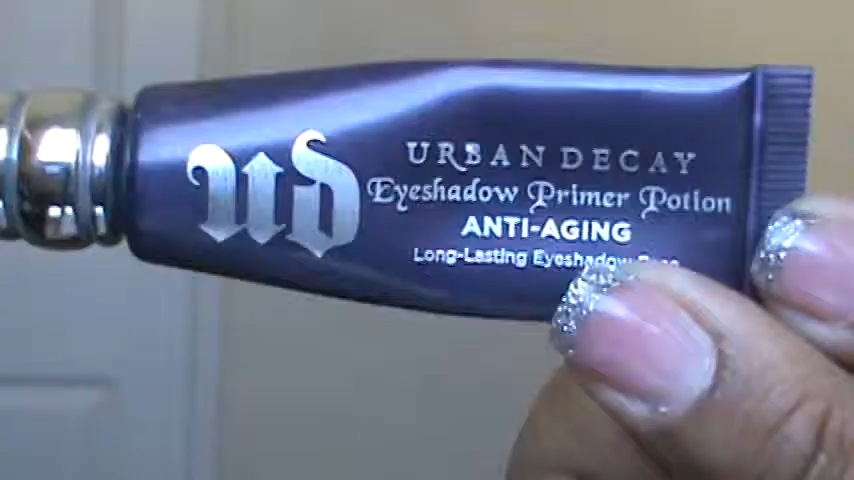 ud
URBAN DECAY
Eyeshadow Primer Potion
ANTI-AGING
Long-Lasting Eyeshadow